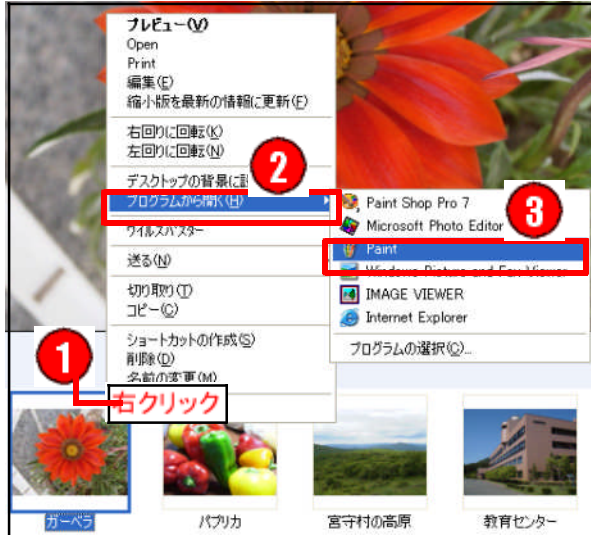 プレビュー(V)
Open
Print
編集(E)
縮小版を最新の情報に更新(F)
右回りに回転(K)
左回りに回転(N)
デスクトップの背景に
2
プログラムから開く(H)
ウイルスバスター
送る(N)
切り取り(T)
コピー(C)
ショートカットの作成(S)
削除(D)
名前の変更(M)
1
右クリック
Paint Shop Pro 7
Microsoft Photo Editor
3
Paint
Windows Picture and Fax Viewer
IMAGE VIEWER
Internet Explorer
プログラムの選択(C)...
ガーベラ
パプリカ
宮守村の高原
教育センター